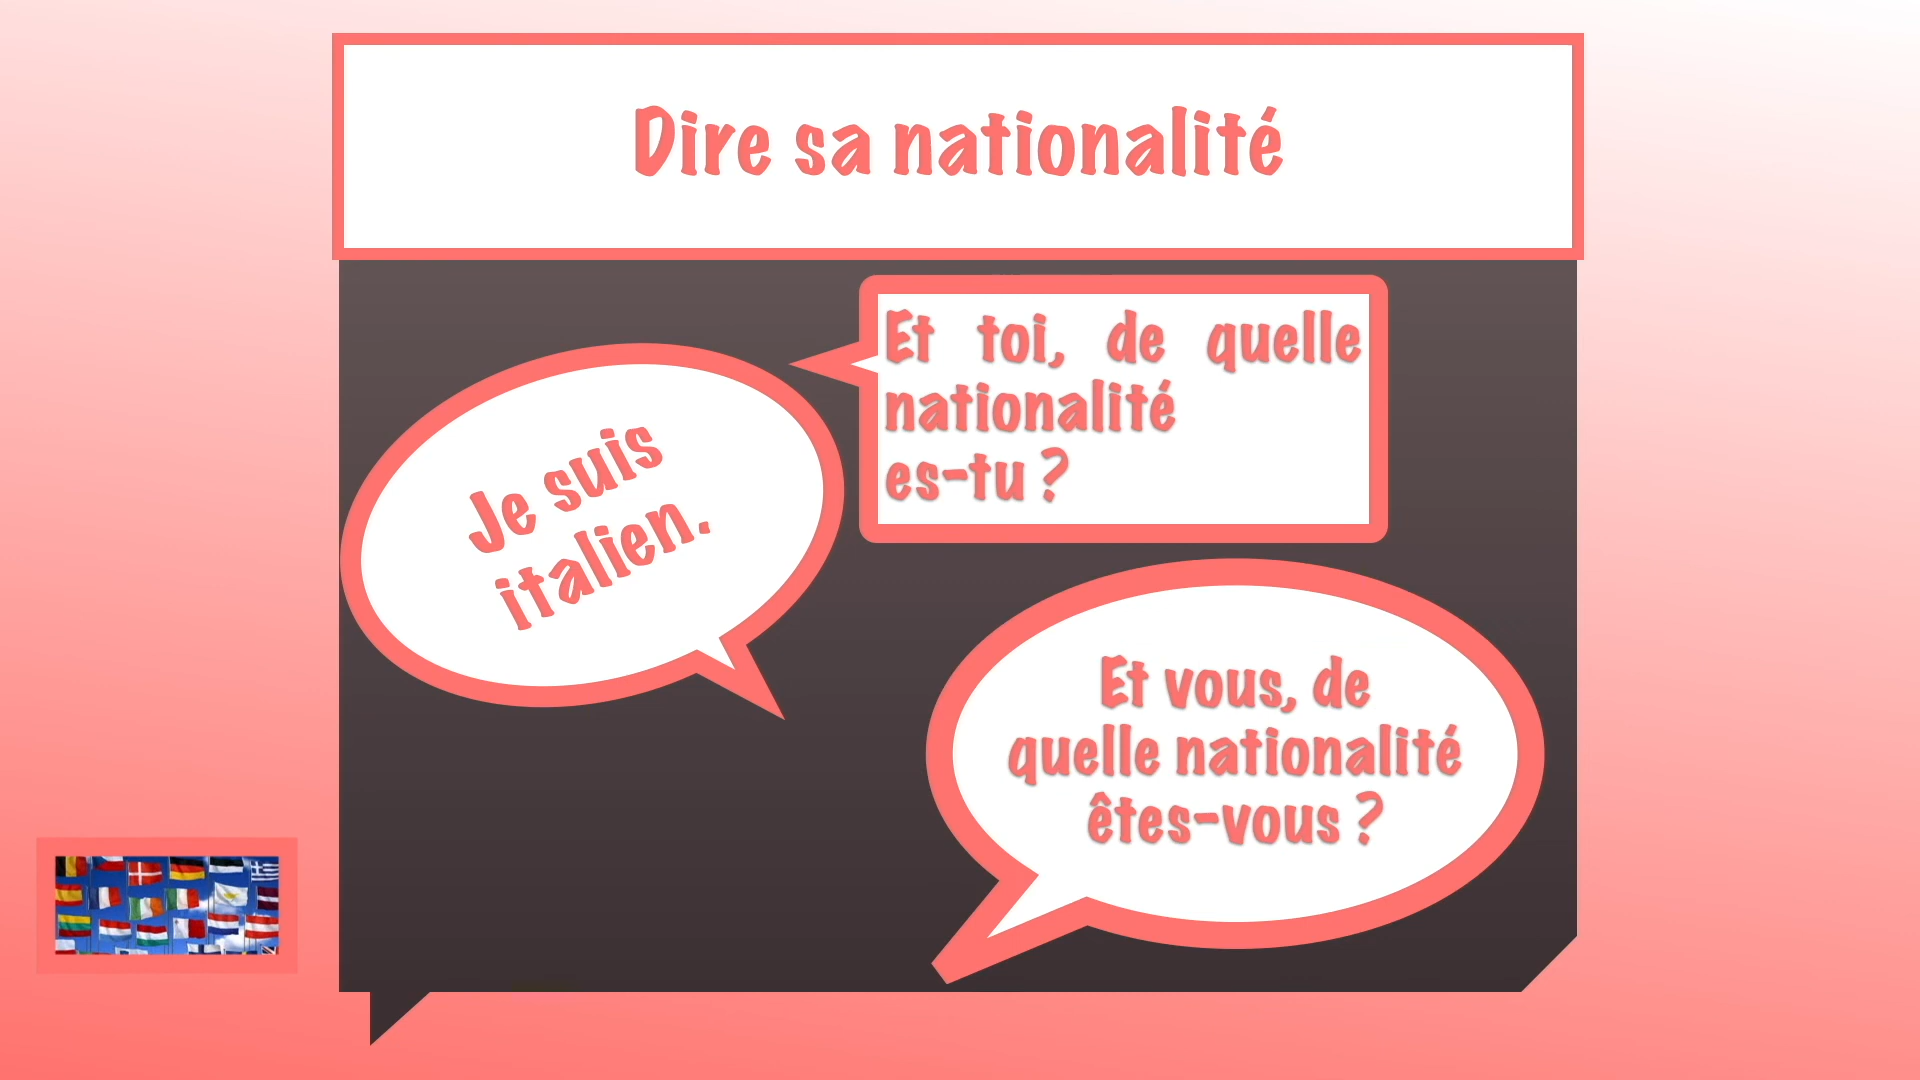 Dire sa nationalité
Je suis
italien.
Et toi, de quelle
nationalité
es-tu ?
Et vous, de
quelle nationalité
êtes-vous ?